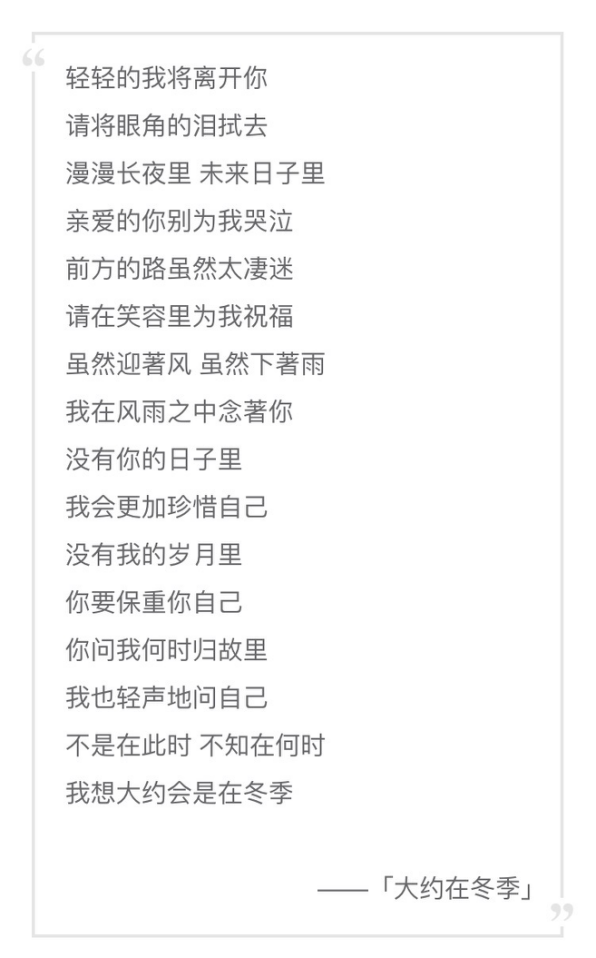 “
轻轻的我将离开你
请将眼角的泪拭去
漫漫长夜里 未来日子里
亲爱的你别为我哭泣
前方的路虽然太凄迷
请在笑容里为我祝福
虽然迎著风 虽然下著雨
我在风雨之中念著你
没有你的日子里
我会更加珍惜自己
没有我的岁月里
你要保重你自己
你问我何时归故里
我也轻声地问自己
不是在此时 不知在何时
我想大约会是在冬季
——「大约在冬季」
”